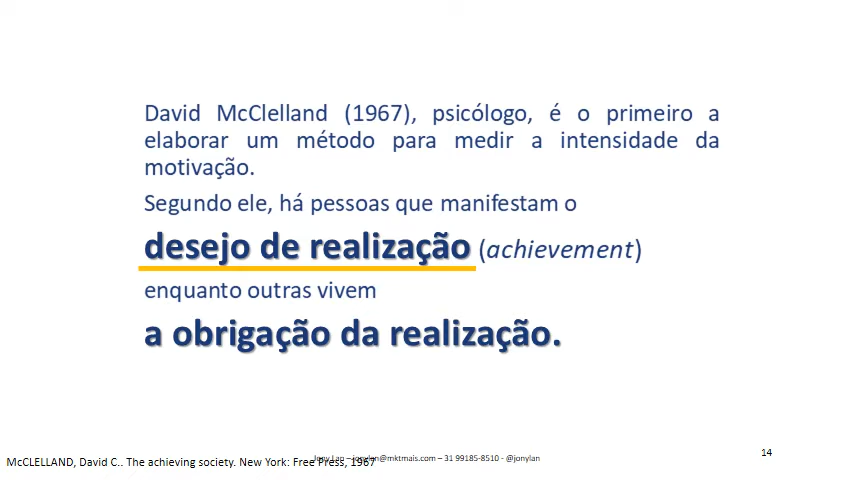 David McClelland (1967), psicólogo, é o primeiro a
elaborar um método para medir a intensidade da
motivação.
Segundo ele, há pessoas que manifestam o
desejo de realização (achievement)
enquanto outras vivem
a obrigação da realização.
14
McCLELLAND, David C.. The achieving society. New York: Free Press, 1967
Jony Lan – jonylan@mktmais.com – 31 99185-8510 - @jonylan